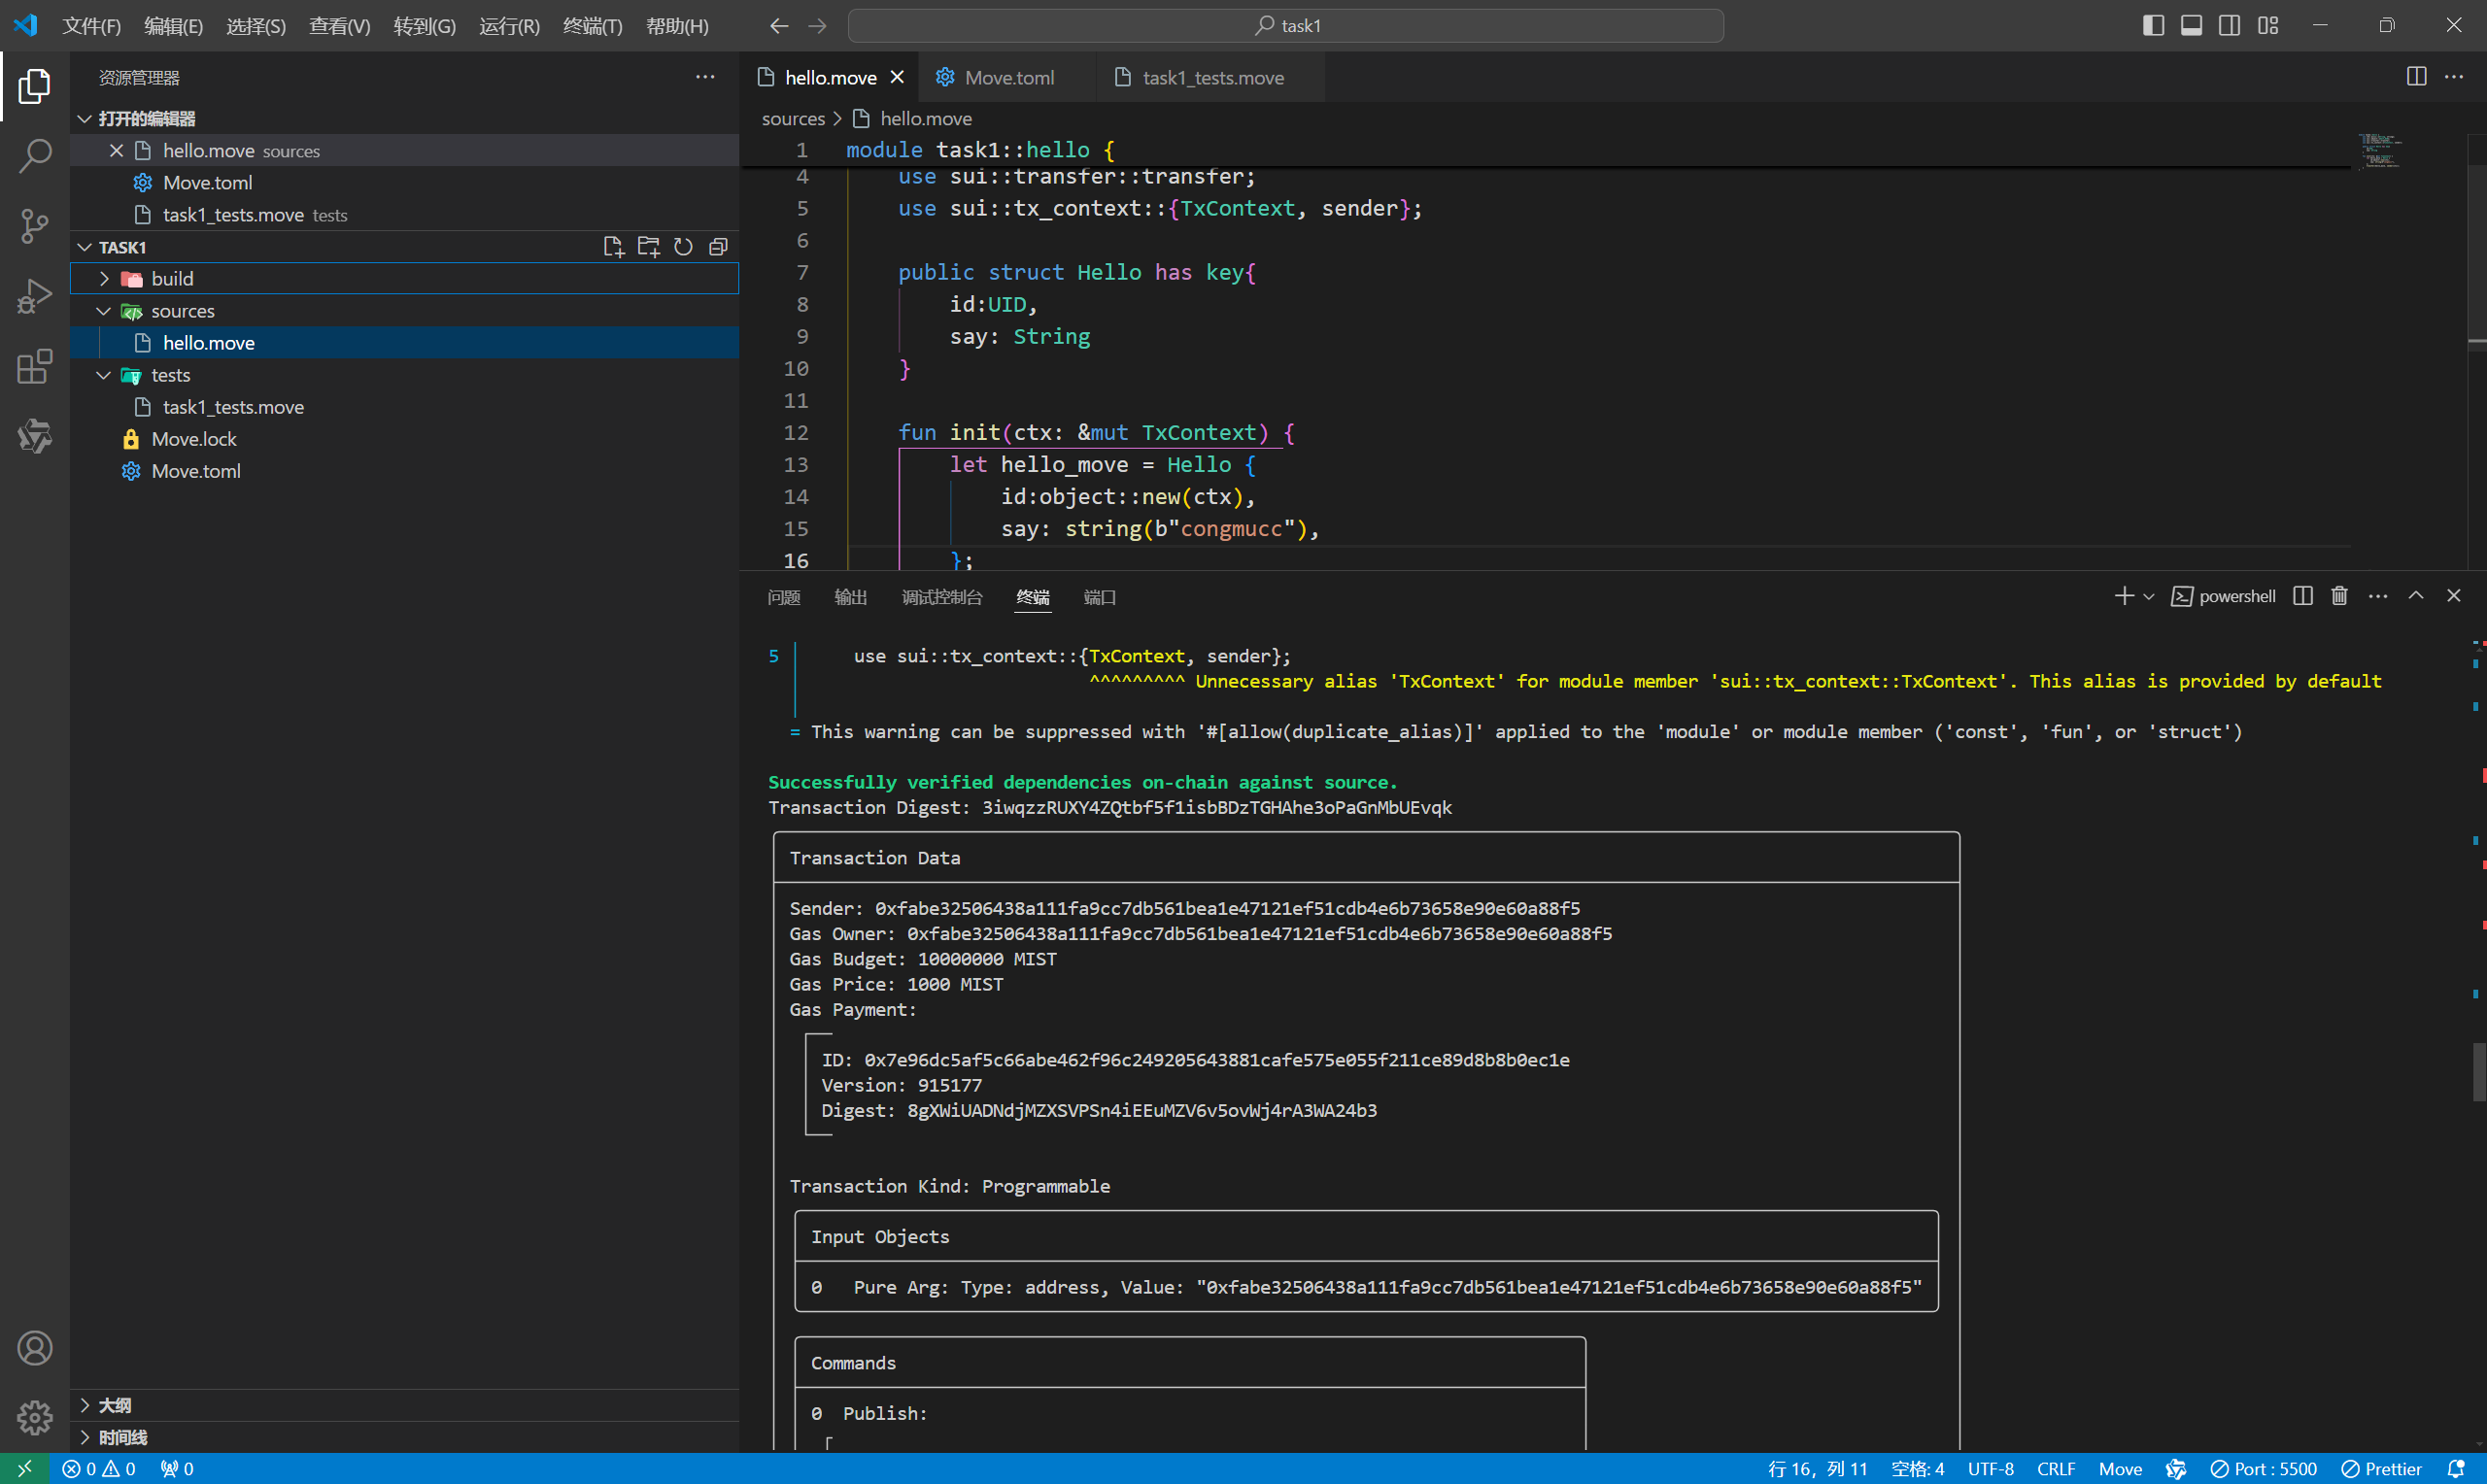 文件(F) 编辑(E) 选择(S) 查看(V) 转到(G) 运行(R) 终端(T) 帮助(H) task1
资源管理器
打开的编辑器
hello.move sources
Move.toml
task1_tests.move tests
TASK1
build
sources
hello.move
tests
task1_tests.move
Move.lock
Move.toml
大纲
时间线
hello.move Move.toml task1_tests.move
sources > hello.move
1 module task1::hello {
4 use sui::transfer::transfer;
5 use sui::tx_context::{TxContext, sender};
6
7 public struct Hello has key{
8 id:UID,
9 say: String
10 }
11
12 fun init(ctx: &mut TxContext) {
13 let hello_move = Hello {
14 id:object::new(ctx),
15 say: string(b"congmucc"),
16 };
问题 输出 调试控制台 终端 端口 powershell
5 use sui::tx_context::{TxContext, sender};
^^^^^^^^^ Unnecessary alias 'TxContext' for module member 'sui::tx_context::TxContext'. This alias is provided by default
= This warning can be suppressed with '#[allow(duplicate_alias)]' applied to the 'module' or module member ('const', 'fun', or 'struct')
Successfully verified dependencies on-chain against source.
Transaction Digest: 3iwqzzRUXY4ZQtbf5f1isbBDzTGHAhe3oPaGnMbUEvqk
Transaction Data
Sender: 0xfabe32506438a111fa9cc7db561bea1e47121ef51cdb4e6b73658e90e60a88f5
Gas Owner: 0xfabe32506438a111fa9cc7db561bea1e47121ef51cdb4e6b73658e90e60a88f5
Gas Budget: 10000000 MIST
Gas Price: 1000 MIST
Gas Payment:
ID: 0x7e96dc5af5c66abe462f96c249205643881cafe575e055f211ce89d8b8b0ec1e
Version: 915177
Digest: 8gXWiUADNdjMZXSVPSn4iEEuMZV6v5ovWj4rA3WA24b3
Transaction Kind: Programmable
Input Objects
0 Pure Arg: Type: address, Value: "0xfabe32506438a111fa9cc7db561bea1e47121ef51cdb4e6b73658e90e60a88f5"
Commands
0 Publish:
0 0 0 行 16，列 11 空格: 4 UTF-8 CRLF Move Port : 5500 Prettier